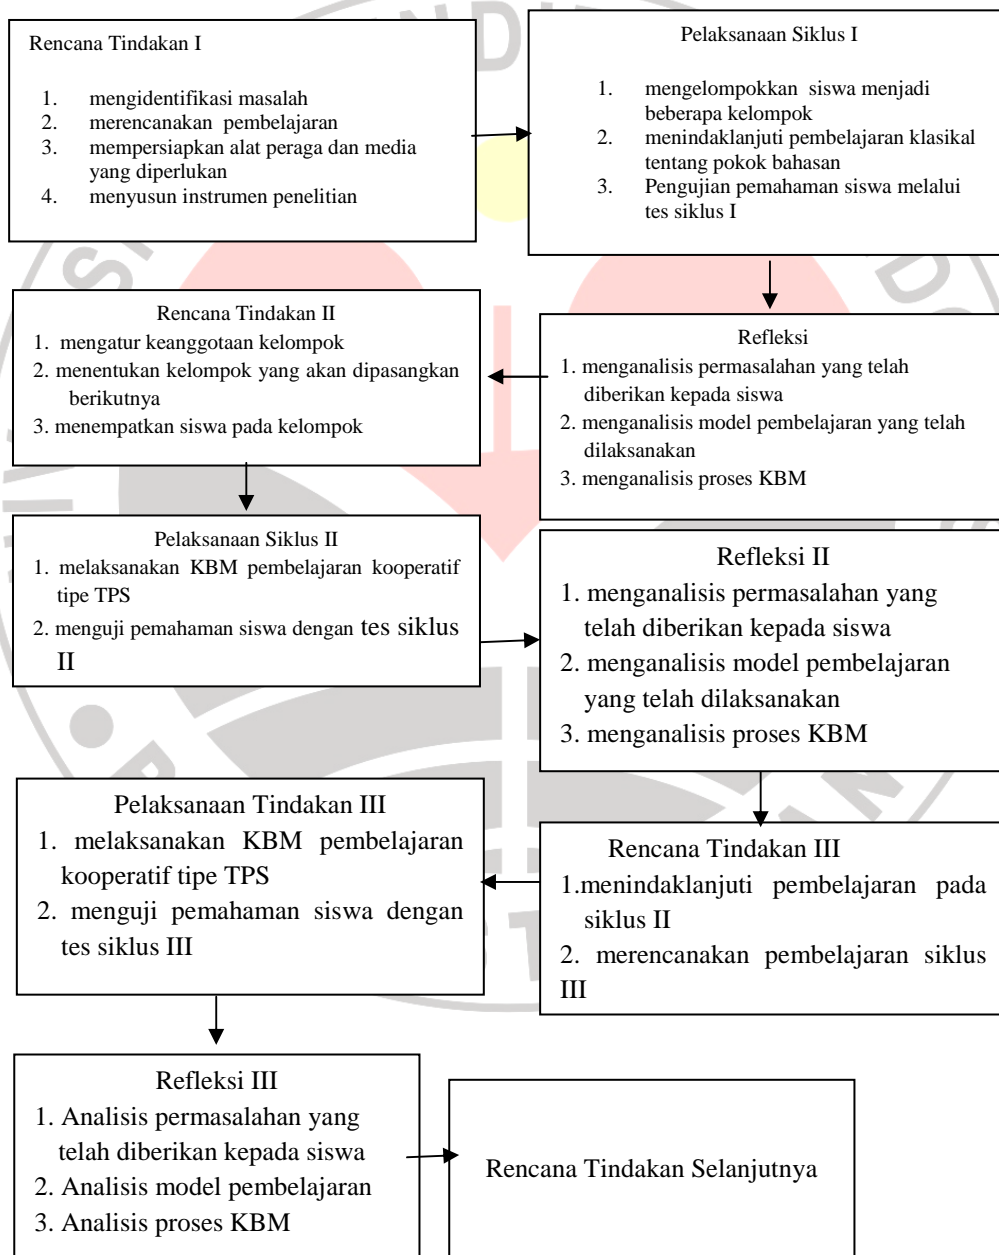 Rencana Tindakan I
1. mengidentifikasi masalah
2. merencanakan pembelajaran
3. mempersiapkan alat peraga dan media
yang diperlukan
4. menyusun instrumen penelitian
Pelaksanaan Siklus I
1. mengelompokkan siswa menjadi
beberapa kelompok
2. menindaklanjuti pembelajaran klasikal
tentang pokok bahasan
3. Pengujian pemahaman siswa melalui
tes siklus I
Refleksi
1. menganalisis permasalahan yang telah
diberikan kepada siswa
2. menganalisis model pembelajaran yang telah
dilaksanakan
3. menganalisis proses KBM
Rencana Tindakan II
1. mengatur keanggotaan kelompok
2. menentukan kelompok yang akan dipasangkan
berikutnya
3. menempatkan siswa pada kelompok
Pelaksanaan Siklus II
1. melaksanakan KBM pembelajaran kooperatif
tipe TPS
2. menguji pemahaman siswa dengan tes siklus
II
Refleksi II
1. menganalisis permasalahan yang
telah diberikan kepada siswa
2. menganalisis model pembelajaran
yang telah dilaksanakan
3. menganalisis proses KBM
Rencana Tindakan III
1.menindaklanjuti pembelajaran pada
siklus II
2. merencanakan pembelajaran siklus
III
Pelaksanaan Tindakan III
1. melaksanakan KBM pembelajaran
kooperatif tipe TPS
2. menguji pemahaman siswa dengan
tes siklus III
Refleksi III
1. Analisis permasalahan yang
telah diberikan kepada siswa
2. Analisis model pembelajaran
3. Analisis proses KBM
Rencana Tindakan Selanjutnya